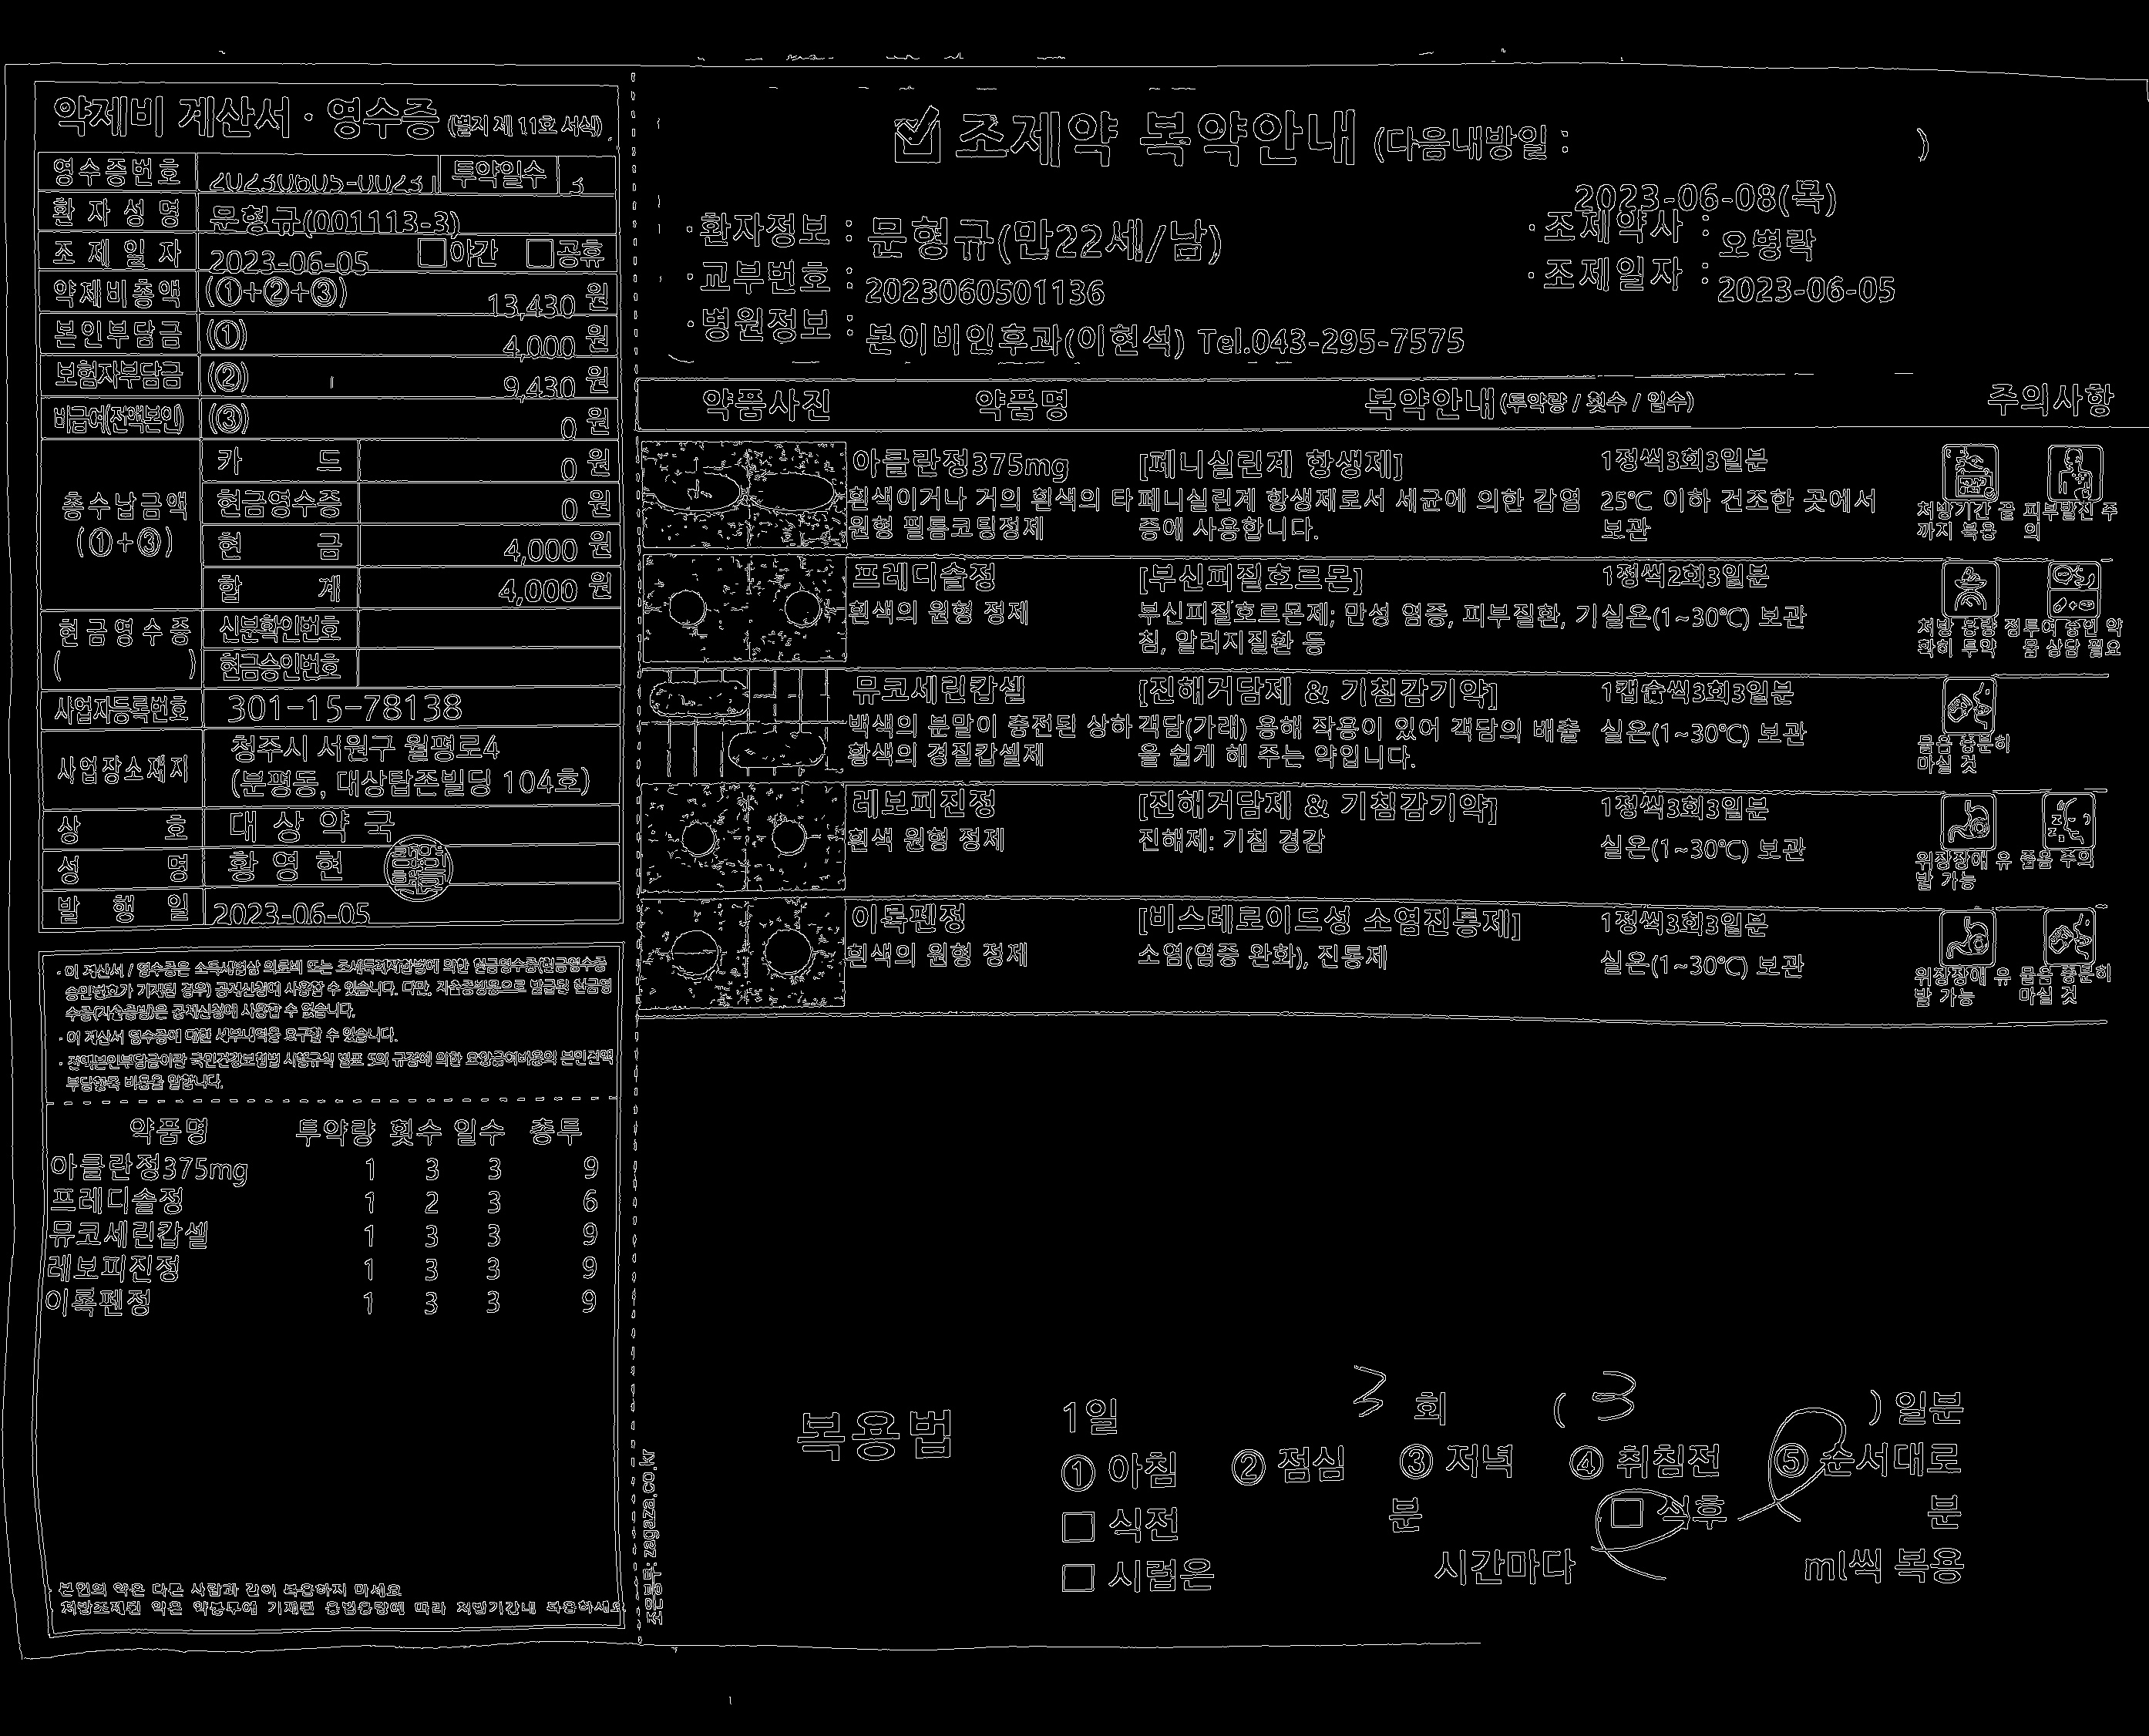 약제비 계산서 · 영수증 (별지 제 11호 서식)
영수증번호 20230605-00231 투약일수 3
환자성명 문형규(001113-3)
조제일자 2023-06-05 □야간 □공휴
약제비총액 (①+②+③) 13,430 원
본인부담금 (①) 4,000 원
보험자부담금 (②) 9,430 원
비급여(전액본인) (③) 0 원
총수납금액 (①+③)
카드 0 원
현금영수증 0 원
현금 4,000 원
합계 4,000 원
현금영수증 ( )
신분확인번호
현금승인번호
사업자등록번호 301-15-78138
사업장소재지 청주시 서원구 월평로4
(분평동, 대상탑존빌딩 104호)
상호 대상약국
성명 황영현
발행일 2023-06-05
· 이 계산서 / 영수증은 소득세법상 의료비 또는 조세특례제한법에 의한 현금영수증(현금영수증
승인번호가 기재된 경우) 공제신청에 사용할 수 있습니다. 다만, 지출증빙용으로 발급된 현금영
수증(지출증빙)은 공제신청에 사용할 수 없습니다.
· 이 계산서 영수증에 대한 세부내역을 요구할 수 있습니다.
· 전액본인부담금이란 국민건강보험법 시행규칙 별표 5의 규정에 의한 요양급여비용의 본인전액
부담항목 비용을 말합니다.
약품명 투약량 횟수 일수 총투
아클란정375mg 1 3 3 9
프레디솔정 1 2 3 6
뮤코세린캅셀 1 3 3 9
레보피진정 1 3 3 9
이록펜정 1 3 3 9
본인의 약은 다른 사람과 같이 복용하지 마세요
처방조제된 약은 약봉투에 기재된 용법용량에 따라 처방기간내 복용하세요
조은봉투: zagaza.co.kr
조제약 복약안내 (다음내방일 : )
2023-06-08(목)
· 환자정보 : 문형규(만22세/남)
· 조제약사 : 오병락
· 교부번호 : 2023060501136
· 조제일자 : 2023-06-05
· 병원정보 : 본이비인후과(이현석) Tel.043-295-7575
약품사진 약품명 복약안내(투약량 / 횟수 / 일수) 주의사항
아클란정375mg [페니실린계 항생제] 1정씩3회3일분
흰색이거나 거의 흰색의 타 페니실린계 항생제로서 세균에 의한 감염 25℃ 이하 건조한 곳에서
원형 필름코팅정제 증에 사용합니다. 보관
처방기간 끝 피부발진 주
까지 복용 의
프레디솔정 [부신피질호르몬] 1정씩2회3일분
흰색의 원형 정제 부신피질호르몬제; 만성 염증, 피부질환, 기 실온(1~30℃) 보관
침, 알러지질환 등
처방 용량 정 투여 중인 약
확히 투약 물 상담 필요
뮤코세린캅셀 [진해거담제 & 기침감기약] 1캡슐씩3회3일분
백색의 분말이 충전된 상하 객담(가래) 용해 작용이 있어 객담의 배출 실온(1~30℃) 보관
황색의 경질캅셀제 을 쉽게 해 주는 약입니다.
물을 충분히
마실 것
레보피진정 [진해거담제 & 기침감기약] 1정씩3회3일분
흰색 원형 정제 진해제: 기침 경감 실온(1~30℃) 보관
위장장애 유 졸음 주의
발 가능
이록펜정 [비스테로이드성 소염진통제] 1정씩3회3일분
흰색의 원형 정제 소염(염증 완화), 진통제 실온(1~30℃) 보관
위장장애 유 물을 충분히
발 가능 마실 것
복용법 1일 3 회 ( 3 ) 일분
① 아침 ② 점심 ③ 저녁 ④ 취침전 ⑤ 순서대로
□ 식전 분 □ 식후 분
□ 시럽은 시간마다 ml씩 복용